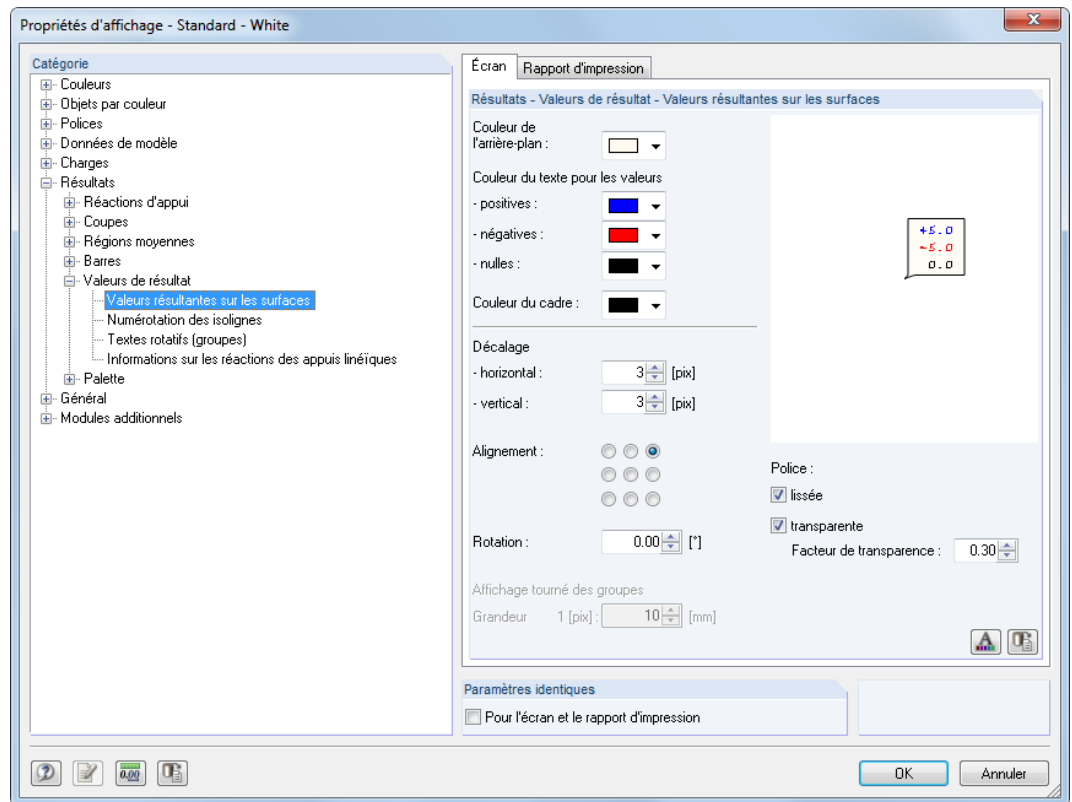 Propriétés d'affichage - Standard - White
Catégorie
Couleurs
Objets par couleur
Polices
Données de modèle
Charges
Résultats
Réactions d'appui
Coupes
Régions moyennes
Barres
Valeurs de résultat
Valeurs résultantes sur les surfaces
Numérotation des isolignes
Textes rotatifs (groupes)
Informations sur les réactions des appuis linéïques
Palette
Général
Modules additionnels
Écran
Rapport d'impression
Résultats - Valeurs de résultat - Valeurs résultantes sur les surfaces
Couleur de
l'arrière-plan :
Couleur du texte pour les valeurs
- positives :
- négatives :
- nulles :
Couleur du cadre :
Décalage
- horizontal : 3 [pix]
- vertical : 3 [pix]
Alignement :
Rotation : 0.00 [°]
Affichage tourné des groupes
Grandeur 1 [pix] : 10 [mm]
+5.0
-5.0
0.0
Police :
lissée
transparente
Facteur de transparence : 0.30
A
Paramètres identiques
Pour l'écran et le rapport d'impression
0.00
OK
Annuler